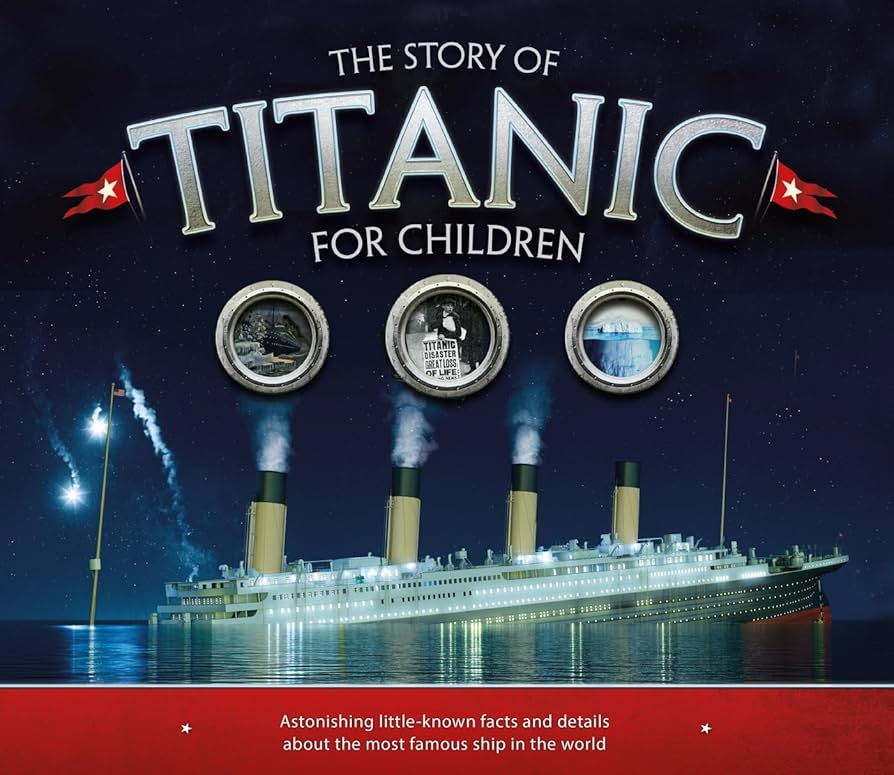 THE STORY OF
TITANIC
FOR CHILDREN
TITANIC
DISASTER
GREAT LOSS
OF LIFE
Astonishing little-known facts and details
about the most famous ship in the world